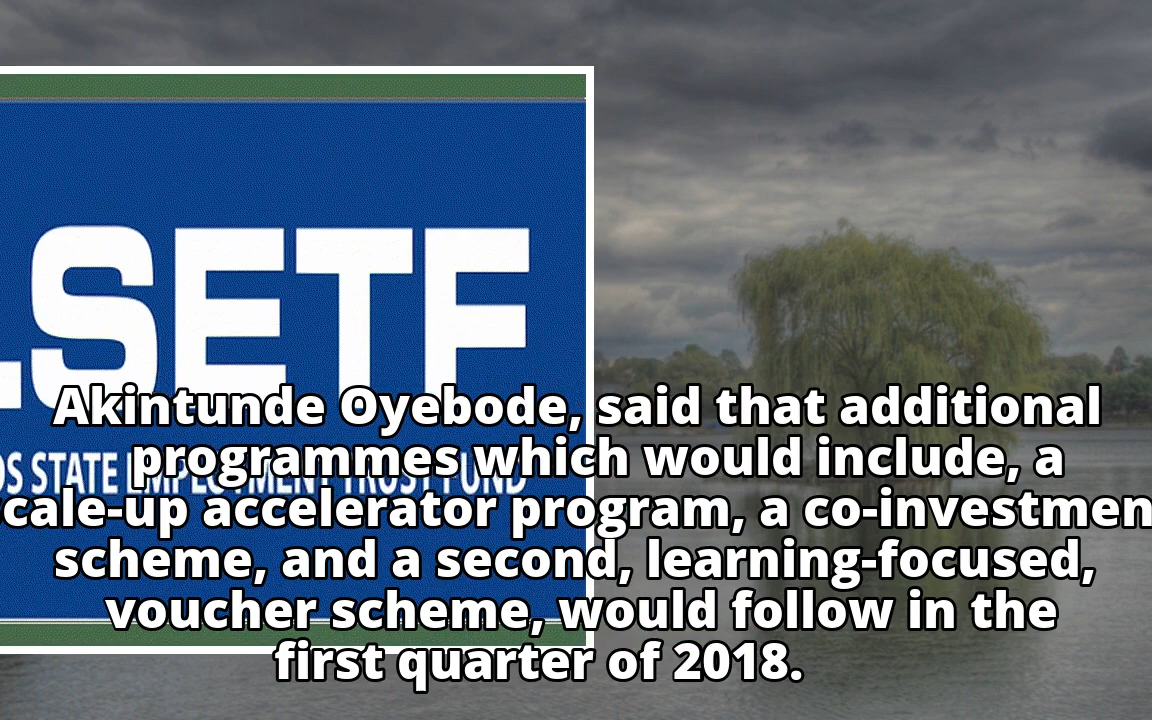 .SETF
Akintunde Oyebode, said that additional
programmes which would include, a
OS STATE EMPLOYMENT TRUST FUND
cale-up accelerator program, a co-investmen
scheme, and a second, learning-focused,
voucher scheme, would follow in the
first quarter of 2018.